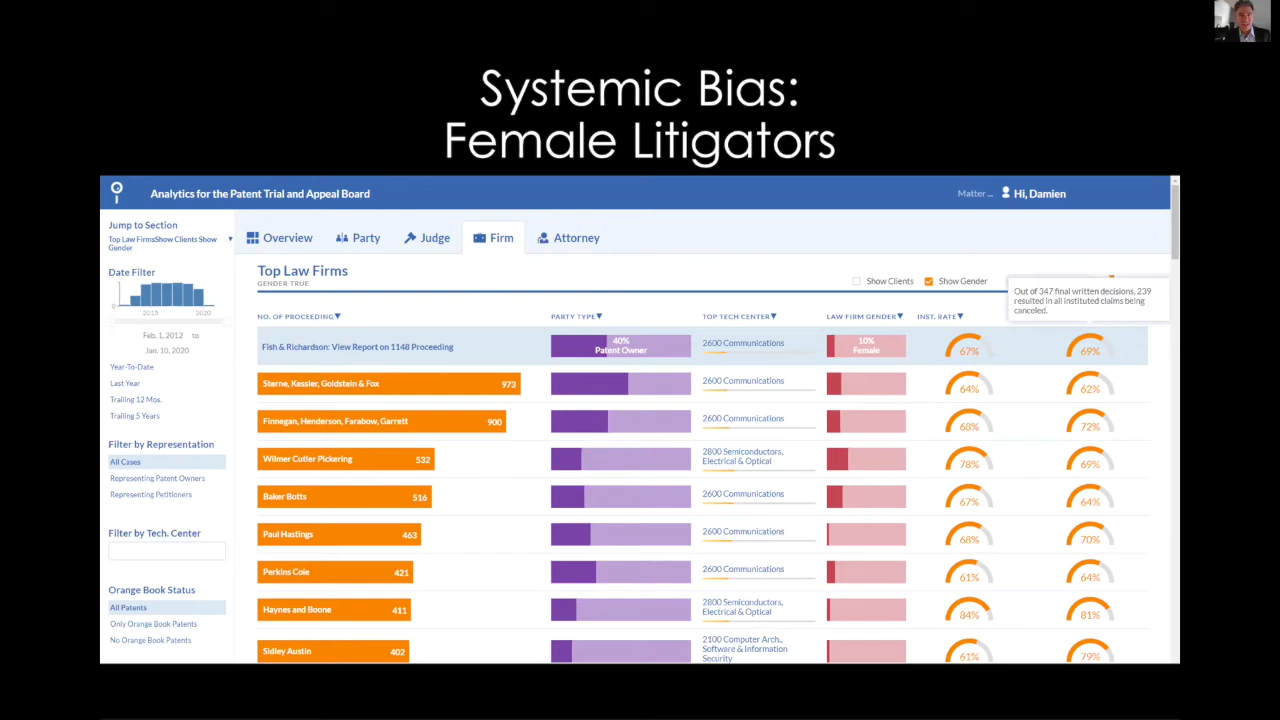 Systemic Bias:
Female Litigators
Analytics for the Patent Trial and Appeal Board
Matter ...
Hi, Damien
Jump to Section
Top Law FirmsShow Clients Show
Gender
Date Filter
2015 2020
Feb. 1, 2012 to
Jan. 10, 2020
Year-To-Date
Last Year
Trailing 12 Mos.
Trailing 5 Years
Filter by Representation
All Cases
Representing Patent Owners
Representing Petitioners
Filter by Tech. Center
Orange Book Status
All Patents
Only Orange Book Patents
No Orange Book Patents
Overview Party Judge Firm Attorney
Top Law Firms
GENDER TRUE
Show Clients Show Gender
Out of 347 final written decisions, 239
resulted in all instituted claims being
canceled.
NO. OF PROCEEDING▼ PARTY TYPE▼ TOP TECH CENTER▼ LAW FIRM GENDER▼ INST. RATE▼
Fish & Richardson: View Report on 1148 Proceeding 40% Patent Owner 2600 Communications 10% Female 67% 69%
Sterne, Kessler, Goldstein & Fox 973 2600 Communications 64% 62%
Finnegan, Henderson, Farabow, Garrett 900 2600 Communications 68% 72%
Wilmer Cutler Pickering 532 2800 Semiconductors, Electrical & Optical 78% 69%
Baker Botts 516 2600 Communications 67% 64%
Paul Hastings 463 2600 Communications 68% 70%
Perkins Coie 421 2600 Communications 61% 64%
Haynes and Boone 411 2800 Semiconductors, Electrical & Optical 84% 81%
Sidley Austin 402 2100 Computer Arch., Software & Information Security 61% 79%